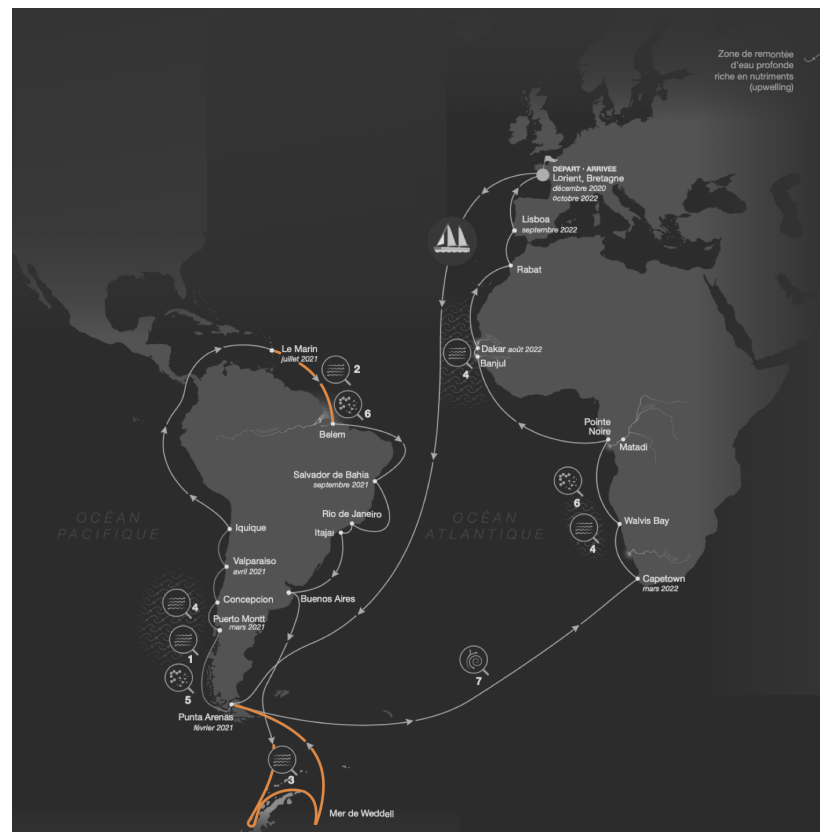 Zone de remontée
d'eau profonde
riche en nutriments
(upwelling)
DÉPART • ARRIVÉE
Lorient, Bretagne
décembre 2020
octobre 2022
Lisboa
septembre 2022
Rabat
Le Marin
juillet 2021
2
6
Belem
Dakar août 2022
Banjul
4
Pointe
Noire
Matadi
Salvador de Bahia
septembre 2021
6
Rio de Janeiro
Itajaí
OCÉAN
PACIFIQUE
OCÉAN
ATLANTIQUE
Iquique
Walvis Bay
4
Valparaiso
avril 2021
Capetown
mars 2022
Buenos Aires
Concepcion
4
Puerto Montt
mars 2021
1
5
7
Punta Arenas
février 2021
3
Mer de Weddell